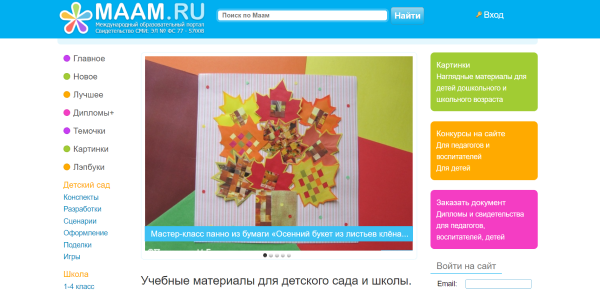 MAAM.RU
Международный образовательный портал
Свидетельство СМИ: ЭЛ № ФС 77 - 57008
Поиск по Маам
Найти
Вход
Главное
Новое
Лучшее
Дипломы+
Темочки
Картинки
Лэпбуки
Детский сад
Конспекты
Разработки
Сценарии
Оформление
Поделки
Игры
Школа
1-4 класс
Мастер-класс панно из бумаги «Осенний букет из листьев клёна...
Учебные материалы для детского сада и школы.
Картинки
Наглядные материалы для
детей дошкольного и
школьного возраста
Конкурсы на сайте
Для педагогов и
воспитателей
Для детей
Заказать документ
Дипломы и свидетельства
для педагогов,
воспитателей, детей
Войти на сайт
Email: